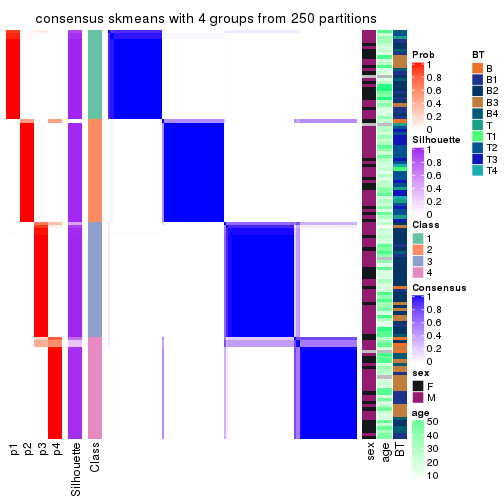 consensus skmeans with 4 groups from 250 partitions
p1
p2
p3
p4
Silhouette
Class
sex
age
BT
Prob
1
0.8
0.6
0.4
0.2
0
Silhouette
1
0.8
0.6
0.4
0.2
0
Class
1
2
3
4
Consensus
1
0.8
0.6
0.4
0.2
0
sex
F
M
age
50
40
30
20
10
BT
B
B1
B2
B3
B4
T
T1
T2
T3
T4